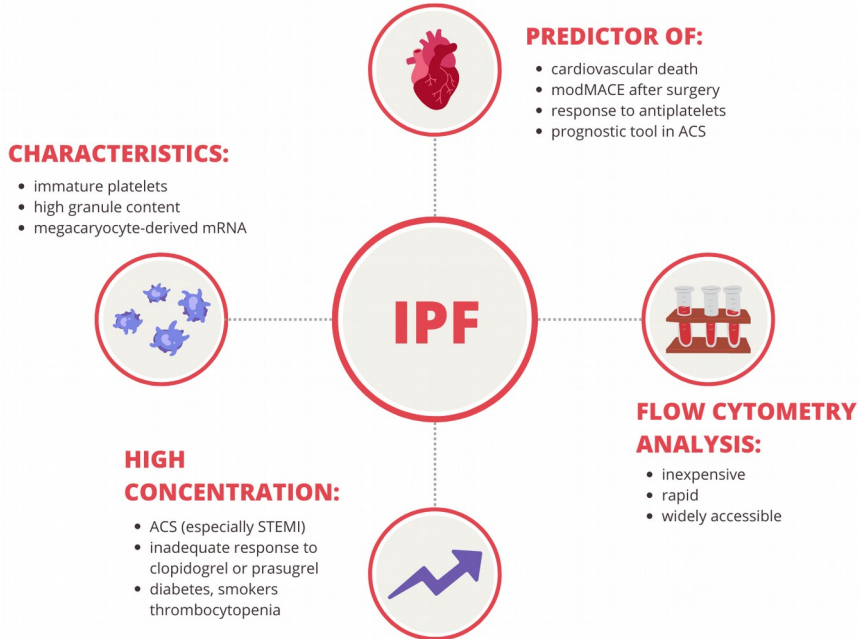 PREDICTOR OF:
• cardiovascular death
• modMACE after surgery
• response to antiplatelets
• prognostic tool in ACS
CHARACTERISTICS:
• immature platelets
• high granule content
• megacaryocyte-derived mRNA
IPF
FLOW CYTOMETRY
ANALYSIS:
• inexpensive
• rapid
• widely accessible
HIGH
CONCENTRATION:
• ACS (especially STEMI)
• inadequate response to
clopidogrel or prasugrel
• diabetes, smokers
thrombocytopenia